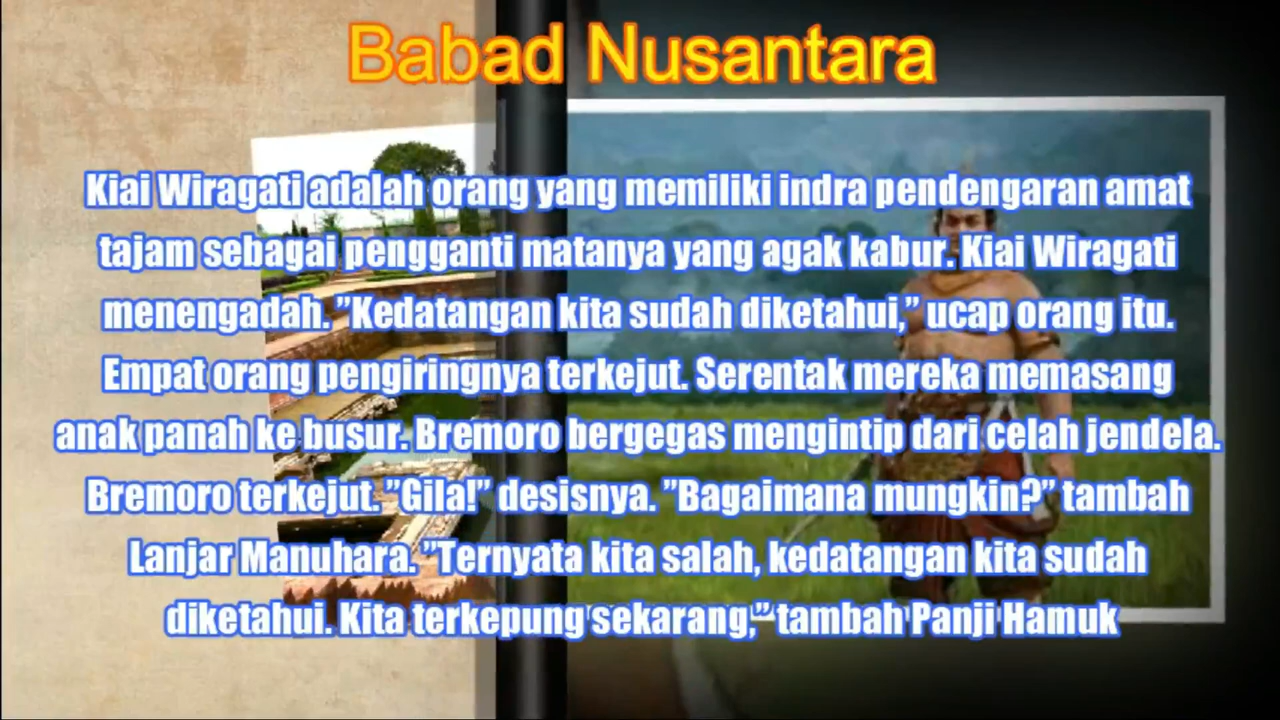 Babad Nusantara
Kiai Wiragati adalah orang yang memiliki indra pendengaran amat
tajam sebagai pengganti matanya yang agak kabur. Kiai Wiragati
menengadah. ”Kedatangan kita sudah diketahui,” ucap orang itu.
Empat orang pengiringnya terkejut. Serentak mereka memasang
anak panah ke busur. Bremoro bergegas mengintip dari celah jendela.
Bremoro terkejut. ”Gila!” desisnya. ”Bagaimana mungkin?” tambah
Lanjar Manuhara. ”Ternyata kita salah, kedatangan kita sudah
diketahui. Kita terkepung sekarang,” tambah Panji Hamuk